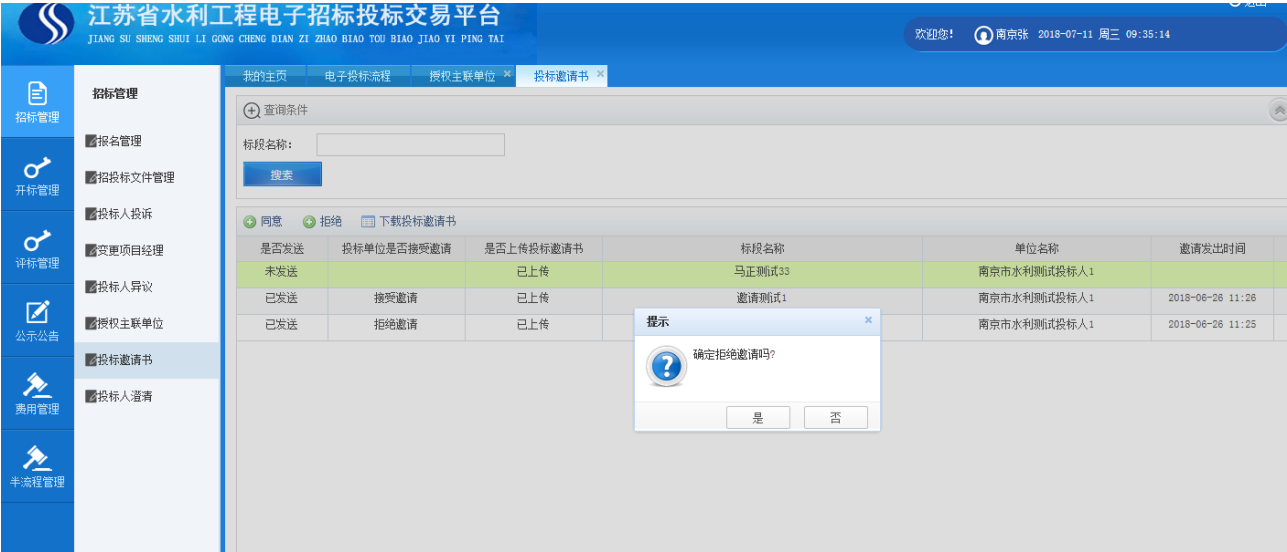 退出
江苏省水利工程电子招标投标交易平台
JIANG SU SHENG SHUI LI GONG CHENG DIAN ZI ZHAO BIAO TOU BIAO JIAO YI PING TAI
欢迎您! 南京张 2018-07-11 周三 09:35:14
招标管理
开标管理
评标管理
公示公告
费用管理
半流程管理
招标管理
报名管理
招投标文件管理
投标人投诉
变更项目经理
投标人异议
授权主联单位
投标邀请书
投标人澄清
我的主页 电子投标流程 授权主联单位 投标邀请书
查询条件
标段名称:
搜索
同意 拒绝 下载投标邀请书
是否发送 投标单位是否接受邀请 是否上传投标邀请书 标段名称 单位名称 邀请发出时间
未发送 已上传 马正测试33 南京市水利测试投标人1
已发送 接受邀请 已上传 邀请测试1 南京市水利测试投标人1 2018-06-26 11:26
已发送 拒绝邀请 已上传 南京市水利测试投标人1 2018-06-26 11:25
提示
确定拒绝邀请吗?
是 否